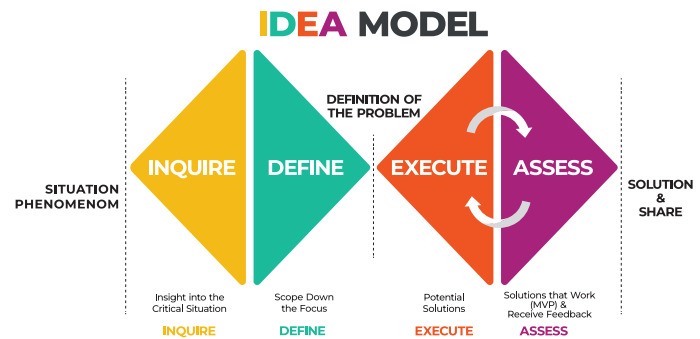 IDEA MODEL
DEFINITION OF
THE PROBLEM
INQUIRE
DEFINE
EXECUTE
ASSESS
SITUATION
PHENOMENOM
SOLUTION
&
SHARE
Insight into the
Critical Situation
INQUIRE
Scope Down
the Focus
DEFINE
Potential
Solutions
EXECUTE
Solutions that Work
(MVP) &
Receive Feedback
ASSESS